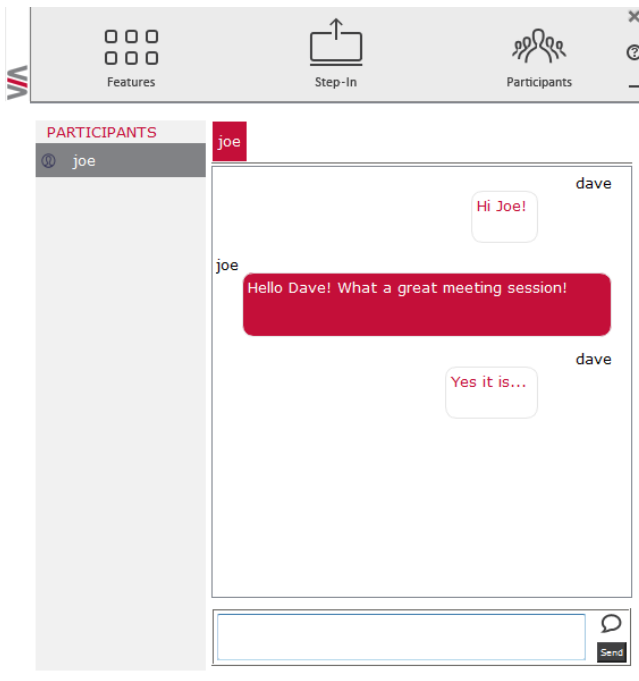 Features
Step-In
Participants
PARTICIPANTS
joe
joe
dave
Hi Joe!
joe
Hello Dave! What a great meeting session!
dave
Yes it is...
Send